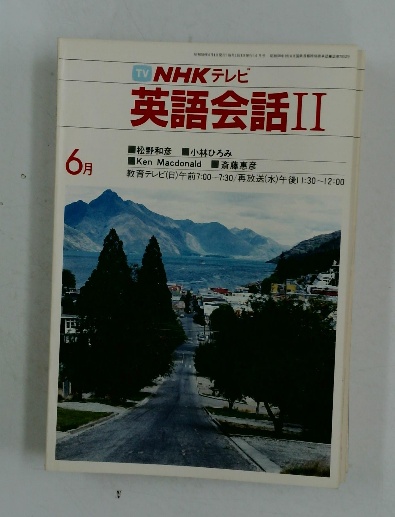 TV NHKテレビ
英語会話II
6月
■松野和彦 ■小林ひろみ
■Ken Macdonald ■斎藤恵彦
教育テレビ(日)午前7:00-7:30/再放送(水)午後11:30~12:00